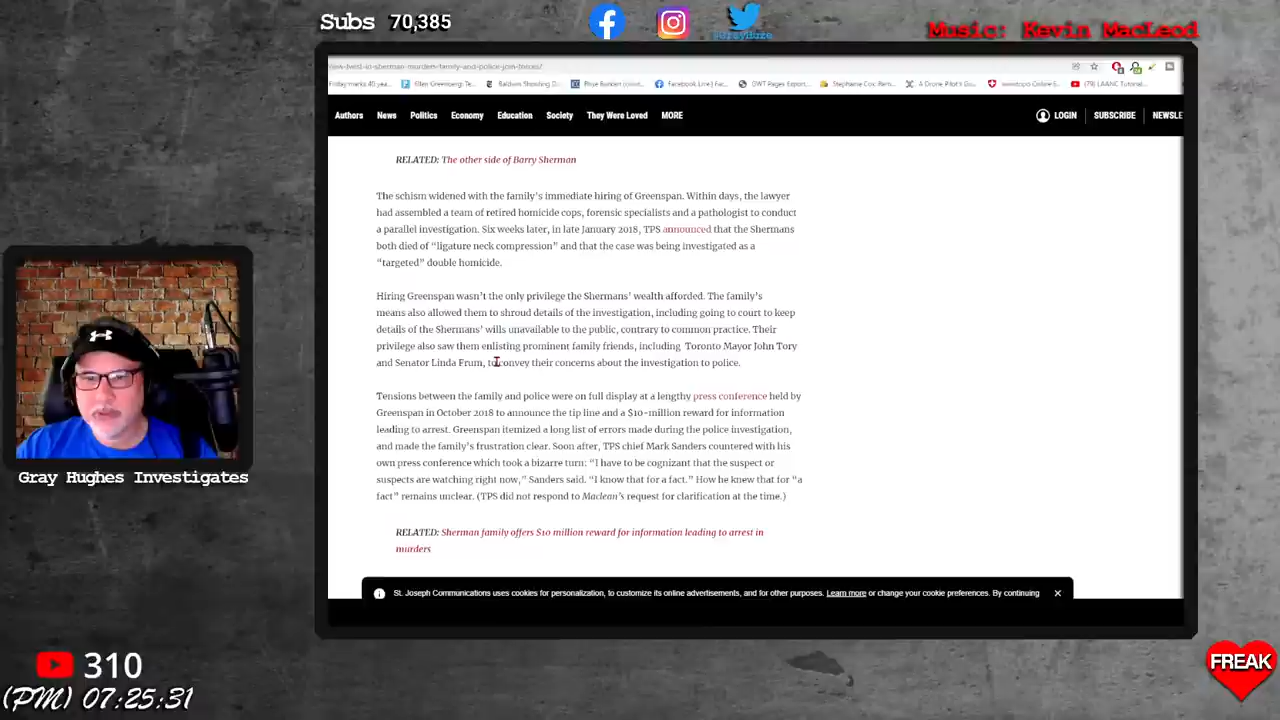 Subs 70,385
Music: Kevin MacLeod
Authors News Politics Economy Education Society They Were Loved MORE LOGIN SUBSCRIBE NEWSLE
RELATED: The other side of Barry Sherman
The schism widened with the family's immediate hiring of Greenspan. Within days, the lawyer
had assembled a team of retired homicide cops, forensic specialists and a pathologist to conduct
a parallel investigation. Six weeks later, in late January 2018, TPS announced that the Shermans
both died of “ligature neck compression” and that the case was being investigated as a
“targeted” double homicide.
Hiring Greenspan wasn't the only privilege the Shermans' wealth afforded. The family's
means also allowed them to shroud details of the investigation, including going to court to keep
details of the Shermans' wills unavailable to the public, contrary to common practice. Their
privilege also saw them enlisting prominent family friends, including Toronto Mayor John Tory
and Senator Linda Frum, to convey their concerns about the investigation to police.
Tensions between the family and police were on full display at a lengthy press conference held by
Greenspan in October 2018 to announce the tip line and a $10-million reward for information
leading to arrest. Greenspan itemized a long list of errors made during the police investigation,
and made the family's frustration clear. Soon after, TPS chief Mark Sanders countered with his
own press conference which took a bizarre turn: “I have to be cognizant that the suspect or
suspects are watching right now,” Sanders said. “I know that for a fact.” How he knew that for “a
fact” remains unclear. (TPS did not respond to Maclean's request for clarification at the time.)
RELATED: Sherman family offers $10 million reward for information leading to arrest in
murders
St. Joseph Communications uses cookies for personalization, to customize its online advertisements, and for other purposes. Learn more or change your cookie preferences. By continuing
Gray Hughes Investigates
310
(PM) 07:25:31
FREAK